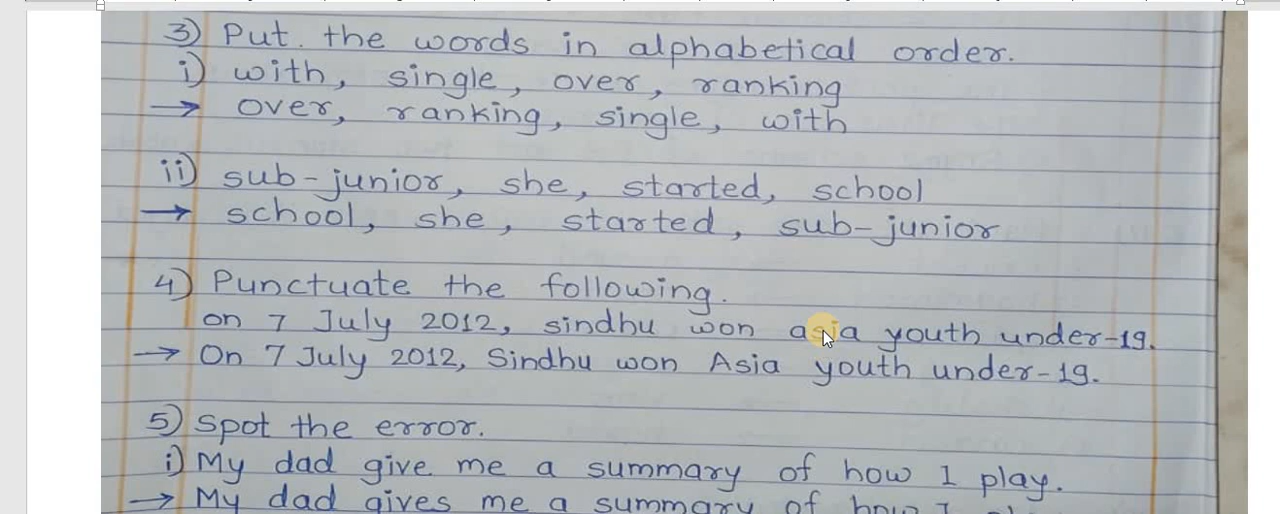 3) Put the words in alphabetical order.
i) with, single, over, ranking
→ over, ranking, single, with
ii) sub-junior, she, started, school
→ school, she, started, sub-junior
4) Punctuate the following.
on 7 July 2012, sindhu won asia youth under-19.
→ On 7 July 2012, Sindhu won Asia youth under-19.
5) Spot the error.
i) My dad give me a summary of how I play.
→ My dad gives me a summary of how I